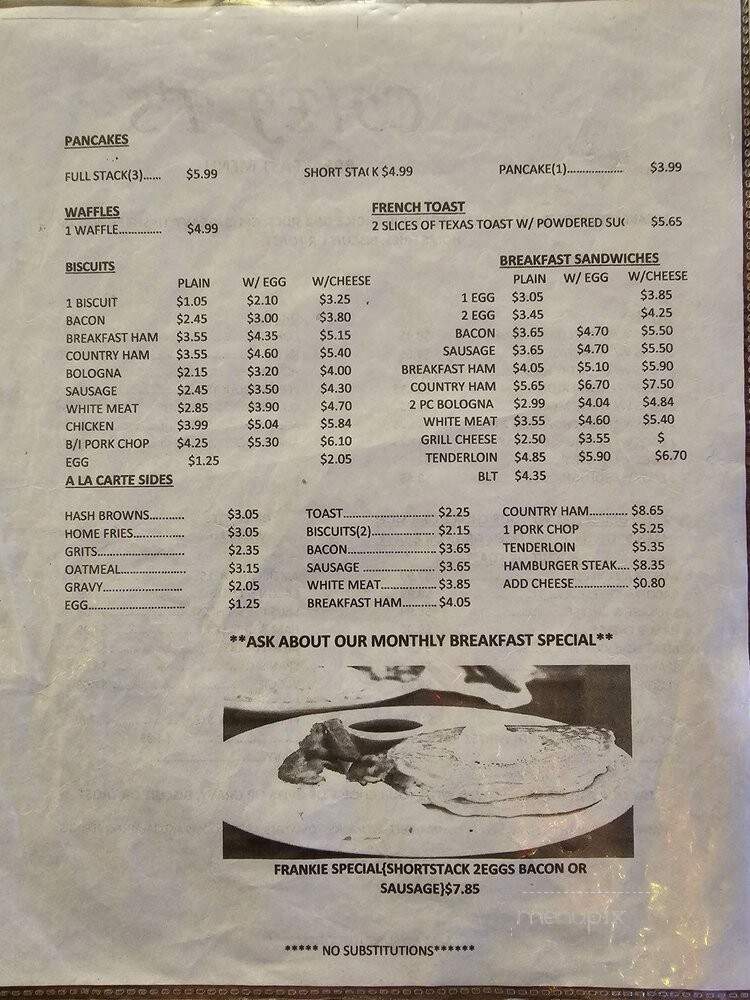 PANCAKES
FULL STACK(3)...... $5.99 SHORT STACK $4.99 PANCAKE(1)................... $3.99
WAFFLES FRENCH TOAST
1 WAFFLE.............. $4.99 2 SLICES OF TEXAS TOAST W/ POWDERED SU $5.65
BISCUITS BREAKFAST SANDWICHES
PLAIN W/ EGG W/CHEESE PLAIN W/ EGG W/CHEESE
1 BISCUIT $1.05 $2.10 $3.25 1 EGG $3.05 $3.85
BACON $2.45 $3.00 $3.80 2 EGG $3.45 $4.25
BREAKFAST HAM $3.55 $4.35 $5.15 BACON $3.65 $4.70 $5.50
COUNTRY HAM $3.55 $4.60 $5.40 SAUSAGE $3.65 $4.70 $5.50
BOLOGNA $2.15 $3.20 $4.00 BREAKFAST HAM $4.05 $5.10 $5.90
SAUSAGE $2.45 $3.50 $4.30 COUNTRY HAM $5.65 $6.70 $7.50
WHITE MEAT $2.85 $3.90 $4.70 2 PC BOLOGNA $2.99 $4.04 $4.84
CHICKEN $3.99 $5.04 $5.84 WHITE MEAT $3.55 $4.60 $5.40
B/I PORK CHOP $4.25 $5.30 $6.10 GRILL CHEESE $2.50 $3.55 $
EGG $1.25 $2.05 TENDERLOIN $4.85 $5.90 $6.70
A LA CARTE SIDES BLT $4.35
HASH BROWNS........... $3.05 TOAST............................ $2.25 COUNTRY HAM............ $8.65
HOME FRIES.............. $3.05 BISCUITS(2).................... $2.15 1 PORK CHOP $5.25
GRITS........................... $2.35 BACON........................... $3.65 TENDERLOIN $5.35
OATMEAL.................... $3.15 SAUSAGE ....................... $3.65 HAMBURGER STEAK.... $8.35
GRAVY......................... $2.05 WHITE MEAT................. $3.85 ADD CHEESE................. $0.80
EGG.............................. $1.25 BREAKFAST HAM........... $4.05
**ASK ABOUT OUR MONTHLY BREAKFAST SPECIAL**
FRANKIE SPECIAL{SHORTSTACK 2EGGS BACON OR
SAUSAGE}$7.85
menupix
***** NO SUBSTITUTIONS******